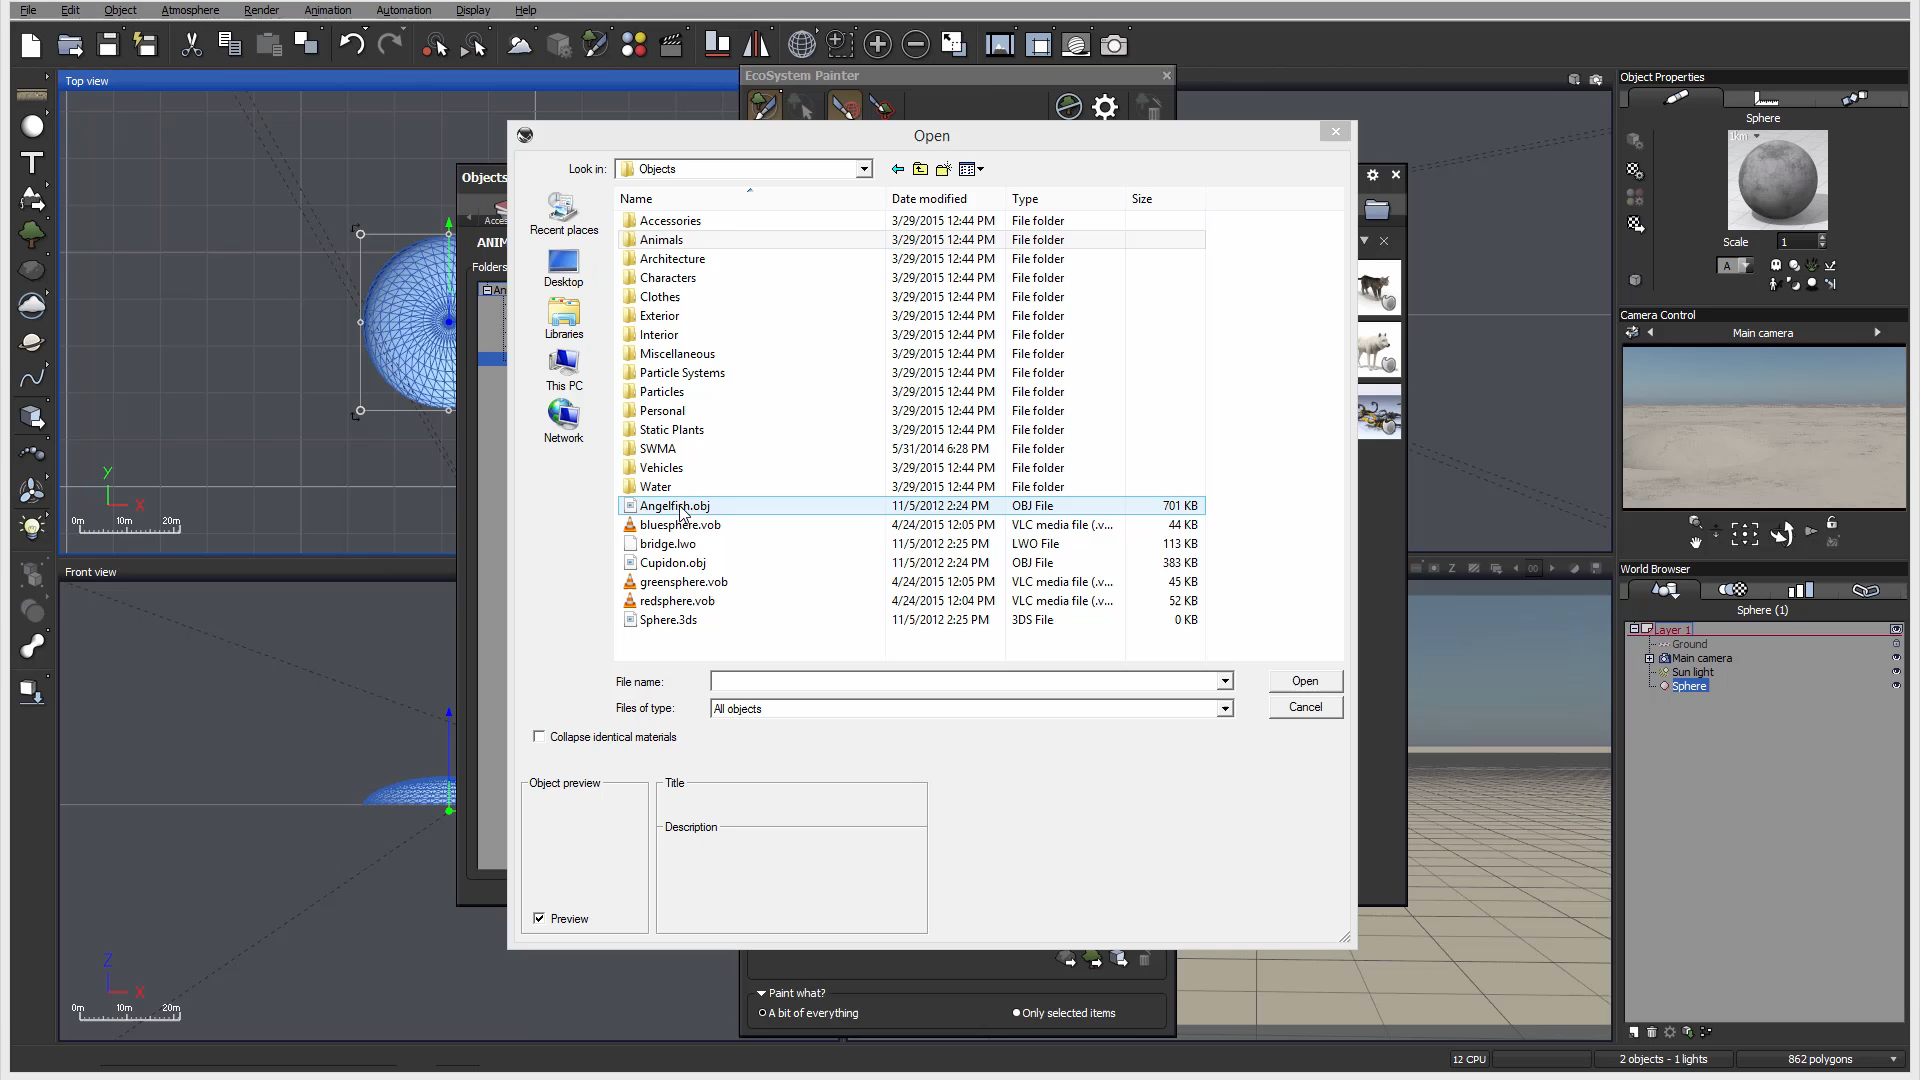 File Edit Object Atmosphere Render Animation Automation Camera Display Help
Top view
EcoSystem Painter
Object Properties
Sphere
1km
Scale 1
A
Open
Look in: Objects
Objects
Acce
ANIM
Folders
An
Name Date modified Type Size
Accessories 3/29/2015 12:44 PM File folder
Animals 3/29/2015 12:44 PM File folder
Architecture 3/29/2015 12:44 PM File folder
Characters 3/29/2015 12:44 PM File folder
Clothes 3/29/2015 12:44 PM File folder
Exterior 3/29/2015 12:44 PM File folder
Interior 3/29/2015 12:44 PM File folder
Miscellaneous 3/29/2015 12:44 PM File folder
Particle Systems 3/29/2015 12:44 PM File folder
Particles 3/29/2015 12:44 PM File folder
Personal 3/29/2015 12:44 PM File folder
Static Plants 3/29/2015 12:44 PM File folder
SWMA 5/31/2014 6:28 PM File folder
Vehicles 3/29/2015 12:44 PM File folder
Water 3/29/2015 12:44 PM File folder
Angelfish.obj 11/5/2012 2:24 PM OBJ File 701 KB
bluesphere.vob 4/24/2015 12:05 PM VLC media file (.v... 44 KB
bridge.lwo 11/5/2012 2:25 PM LWO File 113 KB
Cupidon.obj 11/5/2012 2:24 PM OBJ File 383 KB
greensphere.vob 4/24/2015 12:05 PM VLC media file (.v... 45 KB
redsphere.vob 4/24/2015 12:04 PM VLC media file (.v... 52 KB
Sphere.3ds 11/5/2012 2:25 PM 3DS File 0 KB
Recent places
Desktop
Libraries
This PC
Network
File name: Open
Files of type: All objects Cancel
Collapse identical materials
Object preview
Title
Description
Preview
Camera Control
Main camera
World Browser
Sphere (1)
Layer 1
Ground
Main camera
Sun light
Sphere
Y
X
0m 10m 20m
Front view
Z
X
0m 10m 20m
Z
00
Paint what?
A bit of everything Only selected items
12 CPU 2 objects - 1 lights 862 polygons